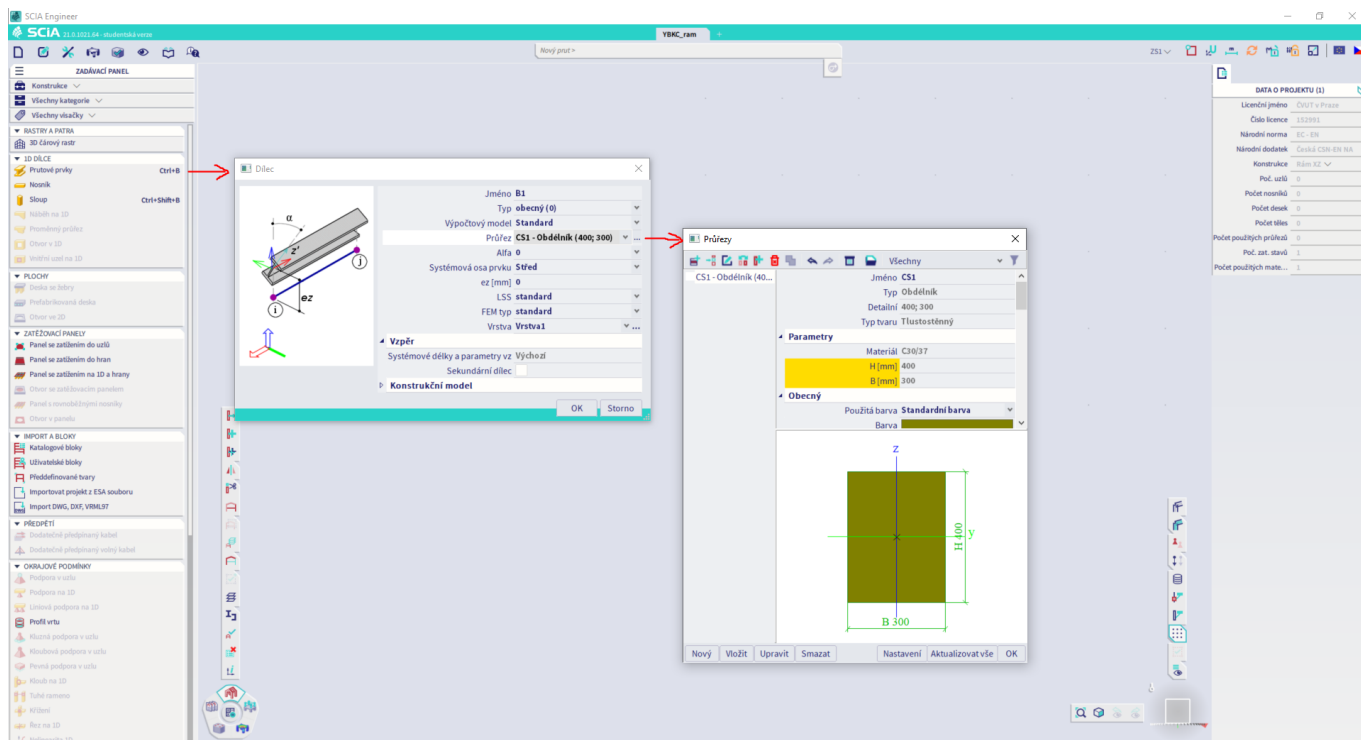 SCIA Engineer
SCIA 21.0.1021.64 - studentská verze
YBKC_ram +
Nový prut >
ZS1
ZADÁVACÍ PANEL
Konstrukce
Všechny kategorie
Všechny visačky
RASTRY A PATRA
3D čárový rastr
1D DÍLCE
Prutové prvky Ctrl+B
Nosník
Sloup Ctrl+Shift+B
Náběh na 1D
Proměnný průřez
Otvor v 1D
Vnitřní uzel na 1D
PLOCHY
Deska se žebry
Prefabrikovaná deska
Otvor ve 2D
ZATĚŽOVACÍ PANELY
Panel se zatížením do uzlů
Panel se zatížením do hran
Panel se zatížením na 1D a hrany
Otvor se zatěžovacím panelem
Panel s rovnoběžnými nosníky
Otvor v panelu
IMPORT A BLOKY
Katalogové bloky
Uživatelské bloky
Předdefinované tvary
Importovat projekt z ESA souboru
Import DWG, DXF, VRML97
PŘEDPĚTÍ
Dodatečně předpínaný kabel
Dodatečně předpínaný volný kabel
OKRAJOVÉ PODMÍNKY
Podpora v uzlu
Podpora na 1D
Liniová podpora na 1D
Profil vrtu
Kluzná podpora v uzlu
Kloubová podpora v uzlu
Pevná podpora v uzlu
Kloub na 1D
Tuhé rameno
Křížení
Řez na 1D
Dílec
α
z'
ez
i
j
Jméno B1
Typ obecný (0)
Výpočtový model Standard
Průřez CS1 - Obdélník (400; 300) ...
Alfa 0
Systémová osa prvku Střed
ez [mm] 0
LSS standard
FEM typ standard
Vrstva Vrstva1 ...
Vzpěr
Systémové délky a parametry vz Výchozí
Sekundární dílec
Konstrukční model
OK Storno
Průřezy
Všechny
CS1 - Obdélník (40...
Jméno CS1
Typ Obdélník
Detailní 400; 300
Typ tvaru Tlustostěnný
Parametry
Materiál C30/37
H [mm] 400
B [mm] 300
Obecný
Použitá barva Standardní barva
Barva
z
y
H 400
B 300
Nový Vložit Upravit Smazat Nastavení Aktualizovat vše OK
DATA O PROJEKTU (1)
Licenční jméno ČVUT v Praze
Číslo licence 152951
Národní norma EC - EN
Národní dodatek Česká CSN-EN NA
Konstrukce Rám XZ
Poč. uzlů 0
Počet nosníků 0
Počet desek 0
Počet těles 0
Počet použitých průřezů 0
Poč. zat. stavů 1
Počet použitých mate... 1